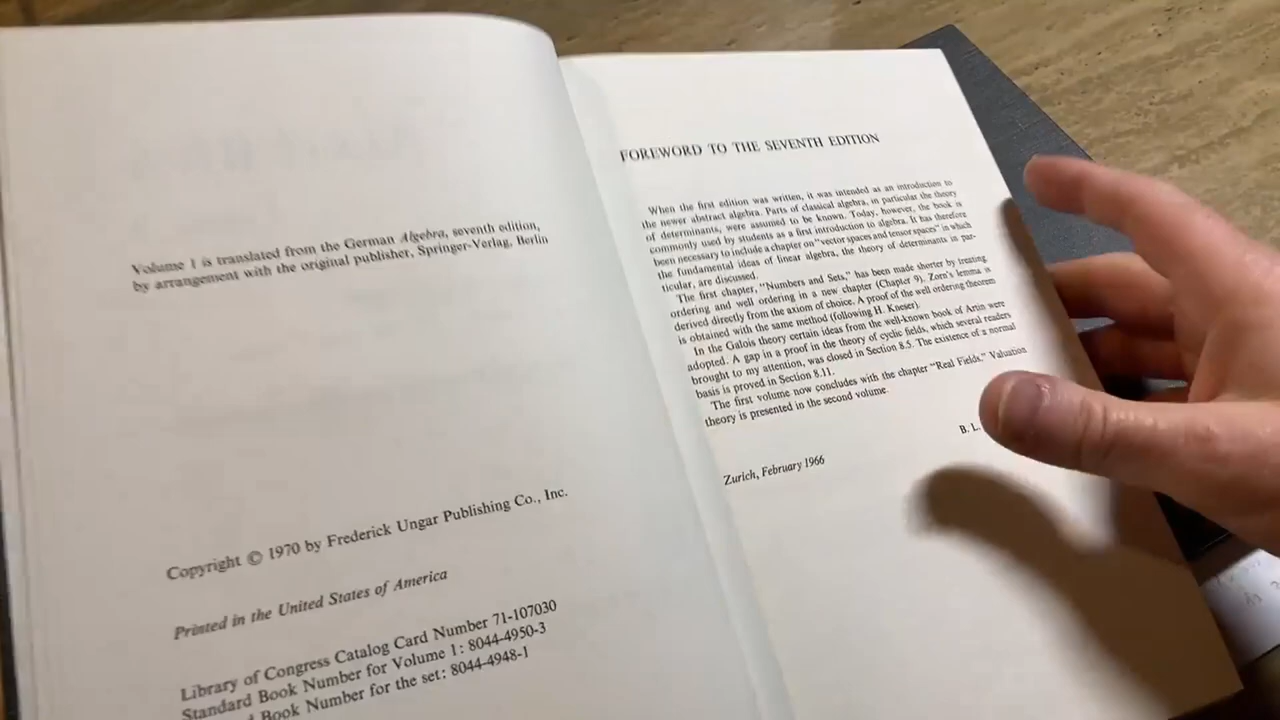 Volume 1 is translated from the German Algebra, seventh edition,
by arrangement with the original publisher, Springer-Verlag, Berlin
Copyright © 1970 by Frederick Ungar Publishing Co., Inc.
Printed in the United States of America
Library of Congress Catalog Card Number 71-107030
Standard Book Number for Volume 1: 8044-4950-3
Book Number for the set: 8044-4948-1
FOREWORD TO THE SEVENTH EDITION
When the first edition was written, it was intended as an introduction to
the newer abstract algebra. Parts of classical algebra, in particular the theory
of determinants, were assumed to be known. Today, however, the book is
commonly used by students as a first introduction to algebra. It has therefore
been necessary to include a chapter on "vector spaces and tensor spaces" in which
the fundamental ideas of linear algebra, the theory of determinants in par-
ticular, are discussed.
The first chapter, "Numbers and Sets," has been made shorter by treating
ordering and well ordering in a new chapter (Chapter 9). Zorn's lemma is
derived directly from the axiom of choice. A proof of the well ordering theorem
is obtained with the same method (following H. Kneser).
In the Galois theory certain ideas from the well-known book of Artin were
adopted. A gap in a proof in the theory of cyclic fields, which several readers
brought to my attention, was closed in Section 8.5. The existence of a normal
basis is proved in Section 8.11.
The first volume now concludes with the chapter "Real Fields." Valuation
theory is presented in the second volume.
B. L.
Zurich, February 1966